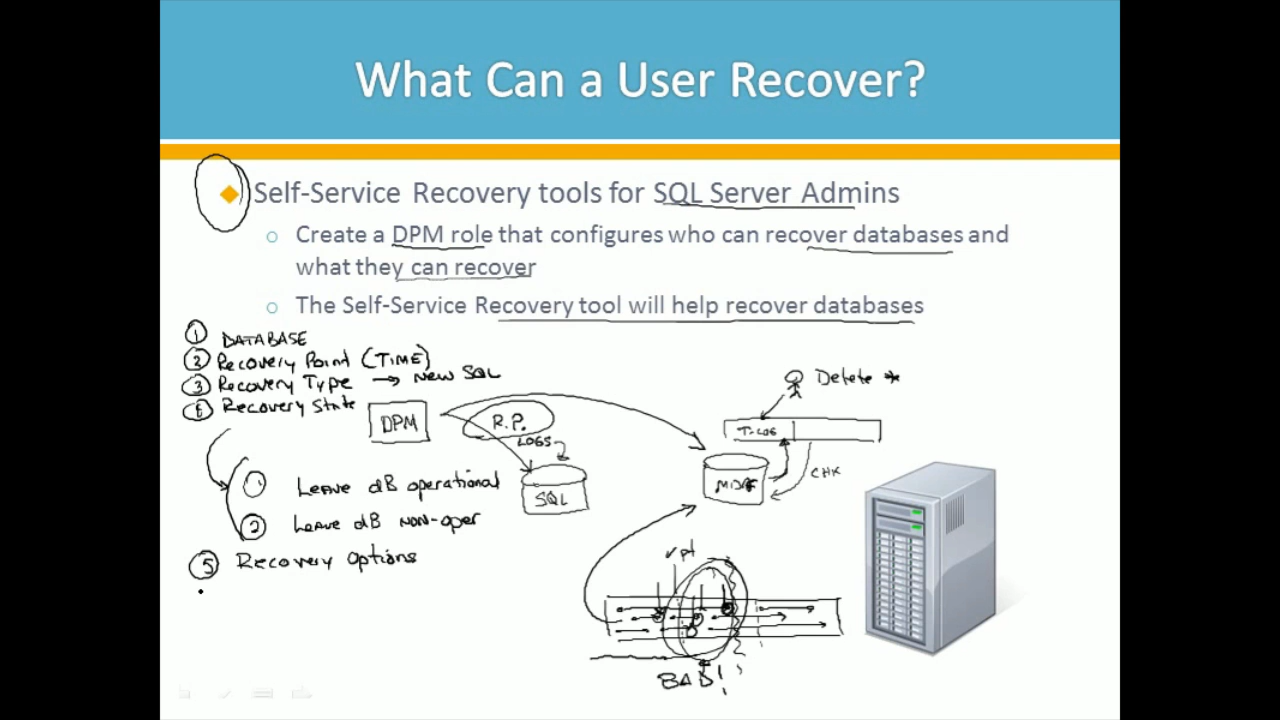 What Can a User Recover?
Self-Service Recovery tools for SQL Server Admins
Create a DPM role that configures who can recover databases and
what they can recover
The Self-Service Recovery tool will help recover databases
1 DATABASE
2 Recovery Point (TIME)
3 Recovery Type → New SQL
Recovery State
DPM
R.P.
LOGS
SQL
Delete *
T-LOG
MDF
CHK
Leave dB operational
2 Leave dB non-oper
5 Recovery Options
BAD!